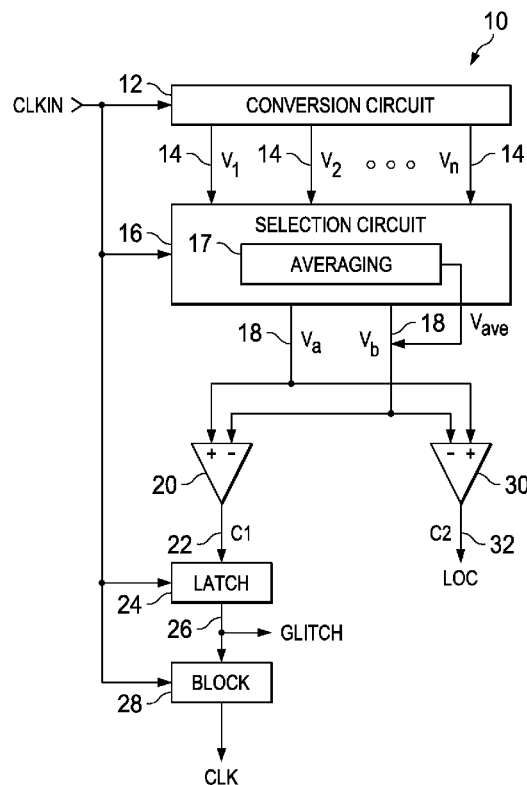 10
12
CLKIN
CONVERSION CIRCUIT
14 V1 14 V2 Vn 14
SELECTION CIRCUIT
16
17
AVERAGING
18 Va Vb 18 Vave
+ - - +
20 30
22 C1 C2 32
LATCH LOC
24
26
GLITCH
BLOCK
28
CLK